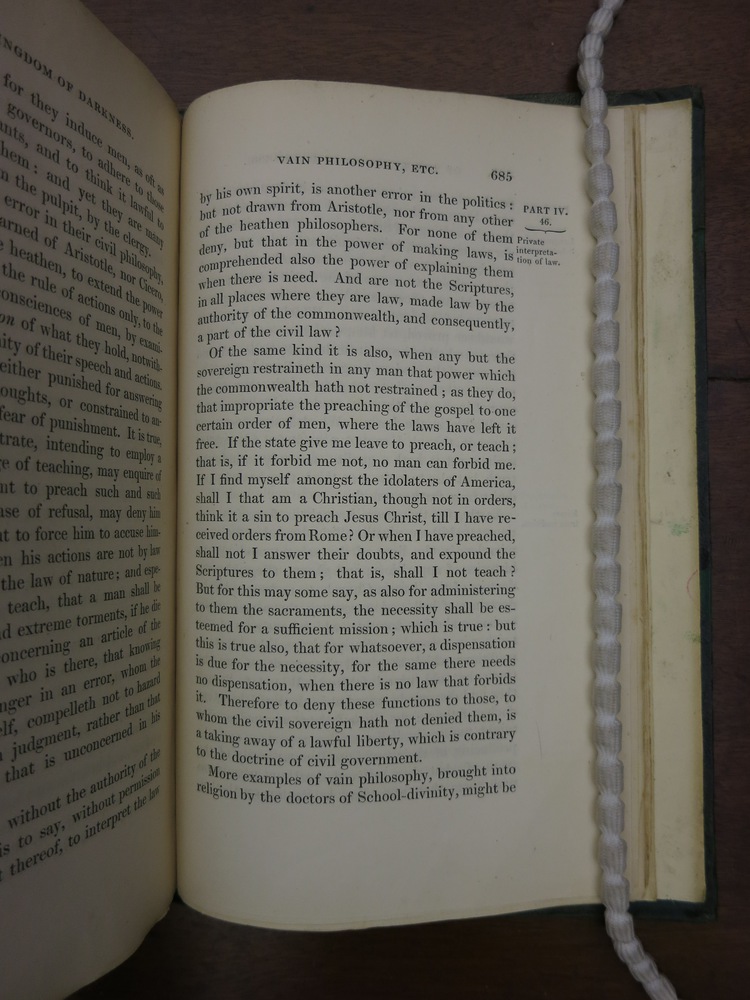 NGDOM OF DARKNESS.
for they induce men, as oft as
governors, to adhere to those
and to think it lawful to
and yet they are many
the pulpit, by the clergy.
error in their civil philosophy,
of Aristotle, nor Cicero,
heathen, to extend the power
the rule of actions only, to the
of men, by exami-
of what they hold, notwith-
of their speech and actions.
either punished for answering
or constrained to an-
fear of punishment. It is true,
intending to employ a
of teaching, may enquire of
to preach such and such
of refusal, may deny him
to force him to accuse him-
his actions are not by law
the law of nature; and espe-
teach, that a man shall be
extreme torments, if he die
concerning an article of the
who is there, that knowing
in an error, whom the
compelleth not to hazard
judgment, rather than that
that is unconcerned in his
without the authority of the
is to say, without permission
thereof, to interpret the law
VAIN PHILOSOPHY, ETC. 685
by his own spirit, is another error in the politics:
but not drawn from Aristotle, nor from any other
of the heathen philosophers. For none of them
deny, but that in the power of making laws, is
comprehended also the power of explaining them
when there is need. And are not the Scriptures,
in all places where they are law, made law by the
authority of the commonwealth, and consequently,
a part of the civil law?
PART IV.
46.
Private
interpreta-
tion of law.
Of the same kind it is also, when any but the
sovereign restraineth in any man that power which
the commonwealth hath not restrained; as they do,
that impropriate the preaching of the gospel to one
certain order of men, where the laws have left it
free. If the state give me leave to preach, or teach;
that is, if it forbid me not, no man can forbid me.
If I find myself amongst the idolaters of America,
shall I that am a Christian, though not in orders,
think it a sin to preach Jesus Christ, till I have re-
ceived orders from Rome? Or when I have preached,
shall not I answer their doubts, and expound the
Scriptures to them; that is, shall I not teach?
But for this may some say, as also for administering
to them the sacraments, the necessity shall be es-
teemed for a sufficient mission; which is true: but
this is true also, that for whatsoever, a dispensation
is due for the necessity, for the same there needs
no dispensation, when there is no law that forbids
it. Therefore to deny these functions to those, to
whom the civil sovereign hath not denied them, is
a taking away of a lawful liberty, which is contrary
to the doctrine of civil government.
More examples of vain philosophy, brought into
religion by the doctors of School-divinity, might be